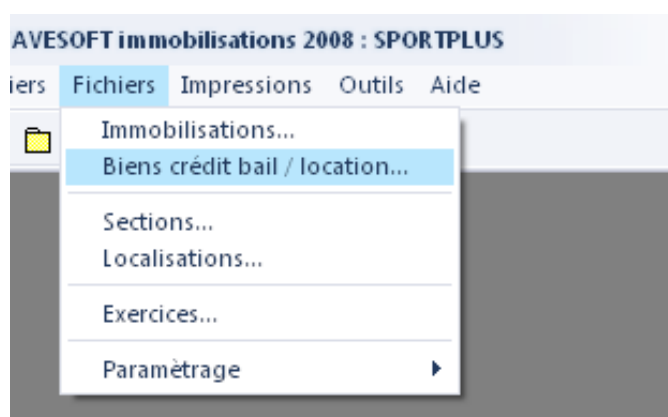 AVESOFT immobilisations 2008 : SPORTPLUS
iers Fichiers Impressions Outils Aide
Immobilisations...
Biens crédit bail / location...
Sections...
Localisations...
Exercices...
Paramètrage